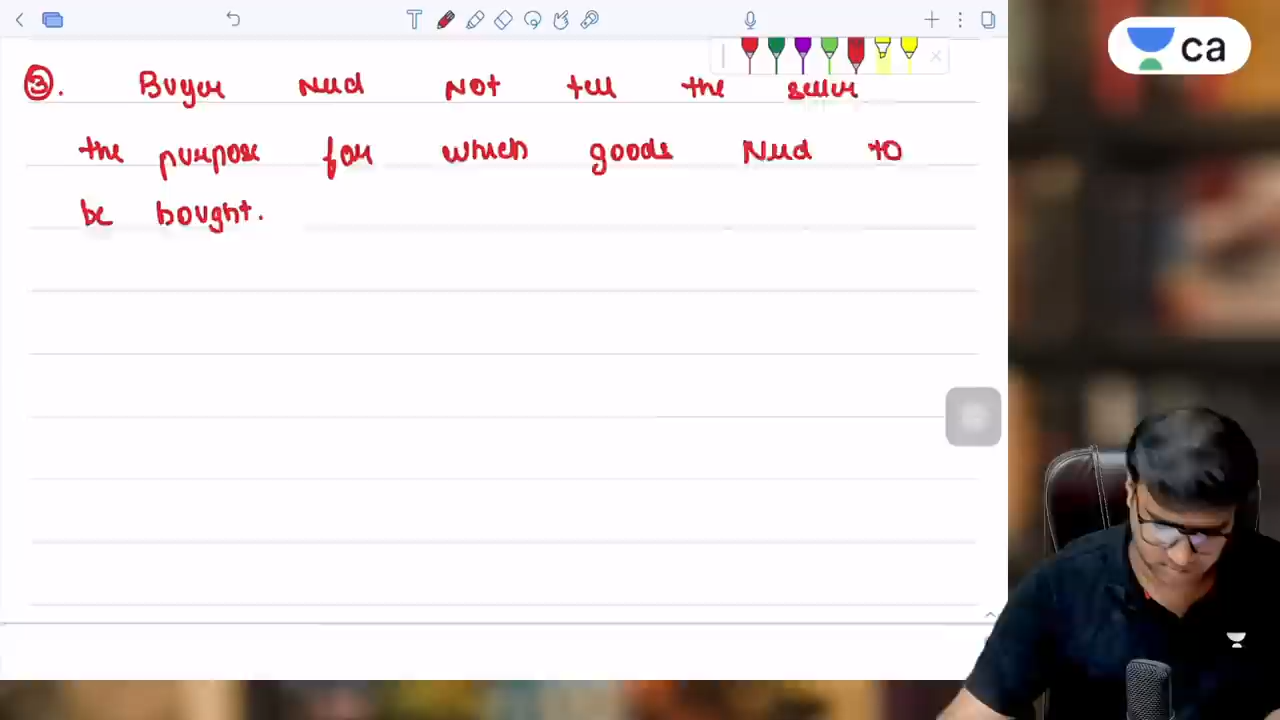 ca
③. Buyer Need Not tell the seller
the purpose for which goods Need to
be bought.